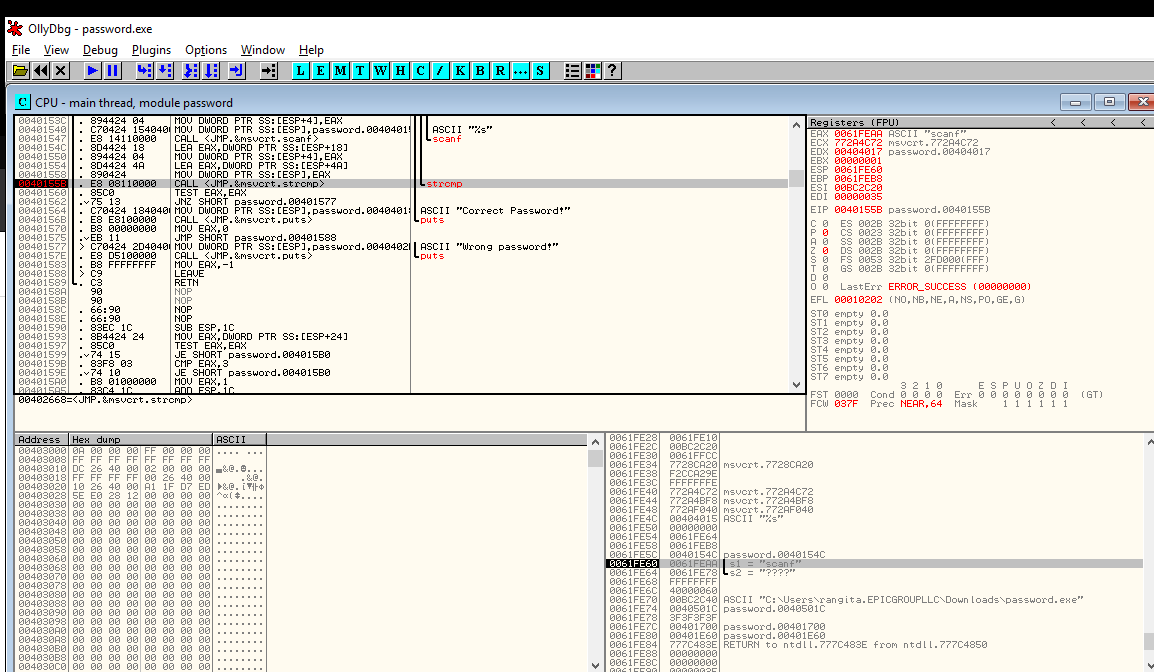 OllyDbg - password.exe
File View Debug Plugins Options Window Help
L E M T W H C / K B R ... S ?
C CPU - main thread, module password
0040153C . 894424 04 MOV DWORD PTR SS:[ESP+4],EAX
00401540 . C70424 154040 MOV DWORD PTR SS:[ESP],password.0040401! ASCII "%s"
00401547 . E8 14110000 CALL <JMP.&msvcrt.scanf> scanf
0040154C . 8D4424 18 LEA EAX,DWORD PTR SS:[ESP+18]
00401550 . 894424 04 MOV DWORD PTR SS:[ESP+4],EAX
00401554 . 8D4424 4A LEA EAX,DWORD PTR SS:[ESP+4A]
00401558 . 890424 MOV DWORD PTR SS:[ESP],EAX
0040155B . E8 08110000 CALL <JMP.&msvcrt.strcmp> strcmp
00401560 . 85C0 TEST EAX,EAX
00401562 .v75 13 JNZ SHORT password.00401577
00401564 . C70424 184040 MOV DWORD PTR SS:[ESP],password.0040401 ASCII "Correct Password!"
0040156B . E8 E8100000 CALL <JMP.&msvcrt.puts> puts
00401570 . B8 00000000 MOV EAX,0
00401575 .vEB 11 JMP SHORT password.00401588
00401577 > C70424 2D4040 MOV DWORD PTR SS:[ESP],password.0040402 ASCII "Wrong password!"
0040157E . E8 D5100000 CALL <JMP.&msvcrt.puts> puts
00401583 . B8 FFFFFFFF MOV EAX,-1
00401588 > C9 LEAVE
00401589 . C3 RETN
0040158A 90 NOP
0040158B 90 NOP
0040158C . 66:90 NOP
0040158E . 66:90 NOP
00401590 . 83EC 1C SUB ESP,1C
00401593 . 8B4424 24 MOV EAX,DWORD PTR SS:[ESP+24]
00401597 . 85C0 TEST EAX,EAX
00401599 .v74 15 JE SHORT password.004015B0
0040159B . 83F8 03 CMP EAX,3
0040159E .v74 10 JE SHORT password.004015B0
004015A0 . B8 01000000 MOV EAX,1
004015A5 . 83C4 1C ADD ESP,1C
00402668=<JMP.&msvcrt.strcmp>
Registers (FPU) < < < <
EAX 0061FEAA ASCII "scanf"
ECX 772A4C72 msvcrt.772A4C72
EDX 00404017 password.00404017
EBX 00000001
ESP 0061FE60
EBP 0061FEB8
ESI 00BC2C20
EDI 00000035
EIP 0040155B password.0040155B
C 0 ES 002B 32bit 0(FFFFFFFF)
P 0 CS 0023 32bit 0(FFFFFFFF)
A 0 SS 002B 32bit 0(FFFFFFFF)
Z 0 DS 002B 32bit 0(FFFFFFFF)
S 0 FS 0053 32bit 2FD000(FFF)
T 0 GS 002B 32bit 0(FFFFFFFF)
D 0
O 0 LastErr ERROR_SUCCESS (00000000)
EFL 00010202 (NO,NB,NE,A,NS,PO,GE,G)
ST0 empty 0.0
ST1 empty 0.0
ST2 empty 0.0
ST3 empty 0.0
ST4 empty 0.0
ST5 empty 0.0
ST6 empty 0.0
ST7 empty 0.0
3 2 1 0 E S P U O Z D I
FST 0000 Cond 0 0 0 0 Err 0 0 0 0 0 0 0 0 (GT)
FCW 037F Prec NEAR,64 Mask 1 1 1 1 1 1
Address Hex dump ASCII
00403000 0A 00 00 00 FF 00 00 00
00403008 FF FF FF FF FF FF FF FF
00403010 DC 26 40 00 02 00 00 00
00403018 FF FF FF FF 00 26 40 00
00403020 10 26 40 00 A1 1F D7 ED
00403028 5E E0 28 12 00 00 00 00
00403030 00 00 00 00 00 00 00 00
00403038 00 00 00 00 00 00 00 00
00403040 00 00 00 00 00 00 00 00
00403048 00 00 00 00 00 00 00 00
00403050 00 00 00 00 00 00 00 00
00403058 00 00 00 00 00 00 00 00
00403060 00 00 00 00 00 00 00 00
00403068 00 00 00 00 00 00 00 00
00403070 00 00 00 00 00 00 00 00
00403078 00 00 00 00 00 00 00 00
00403080 00 00 00 00 00 00 00 00
00403088 00 00 00 00 00 00 00 00
00403090 00 00 00 00 00 00 00 00
00403098 00 00 00 00 00 00 00 00
004030A0 00 00 00 00 00 00 00 00
004030A8 00 00 00 00 00 00 00 00
004030B0 00 00 00 00 00 00 00 00
004030B8 00 00 00 00 00 00 00 00
004030C0 00 00 00 00 00 00 00 00
0061FE28 0061FE10
0061FE2C 00BC2C20
0061FE30 0061FFCC
0061FE34 7728CA20 msvcrt.7728CA20
0061FE38 F2CCA29E
0061FE3C FFFFFFFE
0061FE40 772A4C72 msvcrt.772A4C72
0061FE44 772A4BF8 msvcrt.772A4BF8
0061FE48 772AF040 msvcrt.772AF040
0061FE4C 00404015 ASCII "%s"
0061FE50 00000000
0061FE54 0061FE64
0061FE58 0061FEB8
0061FE5C 0040154C password.0040154C
0061FE60 0061FEAA s1 = "scanf"
0061FE64 0061FE78 s2 = "????"
0061FE68 FFFFFFFF
0061FE6C 40000060
0061FE70 00BC2C40 ASCII "C:\Users\rangita.EPICGROUPLLC\Downloads\password.exe"
0061FE74 0040501C password.0040501C
0061FE78 3F3F3F3F
0061FE7C 00401700 password.00401700
0061FE80 00401E60 password.00401E60
0061FE84 777C483E RETURN to ntdll.777C483E from ntdll.777C4850
0061FE88 00000000
0061FE8C 00000000